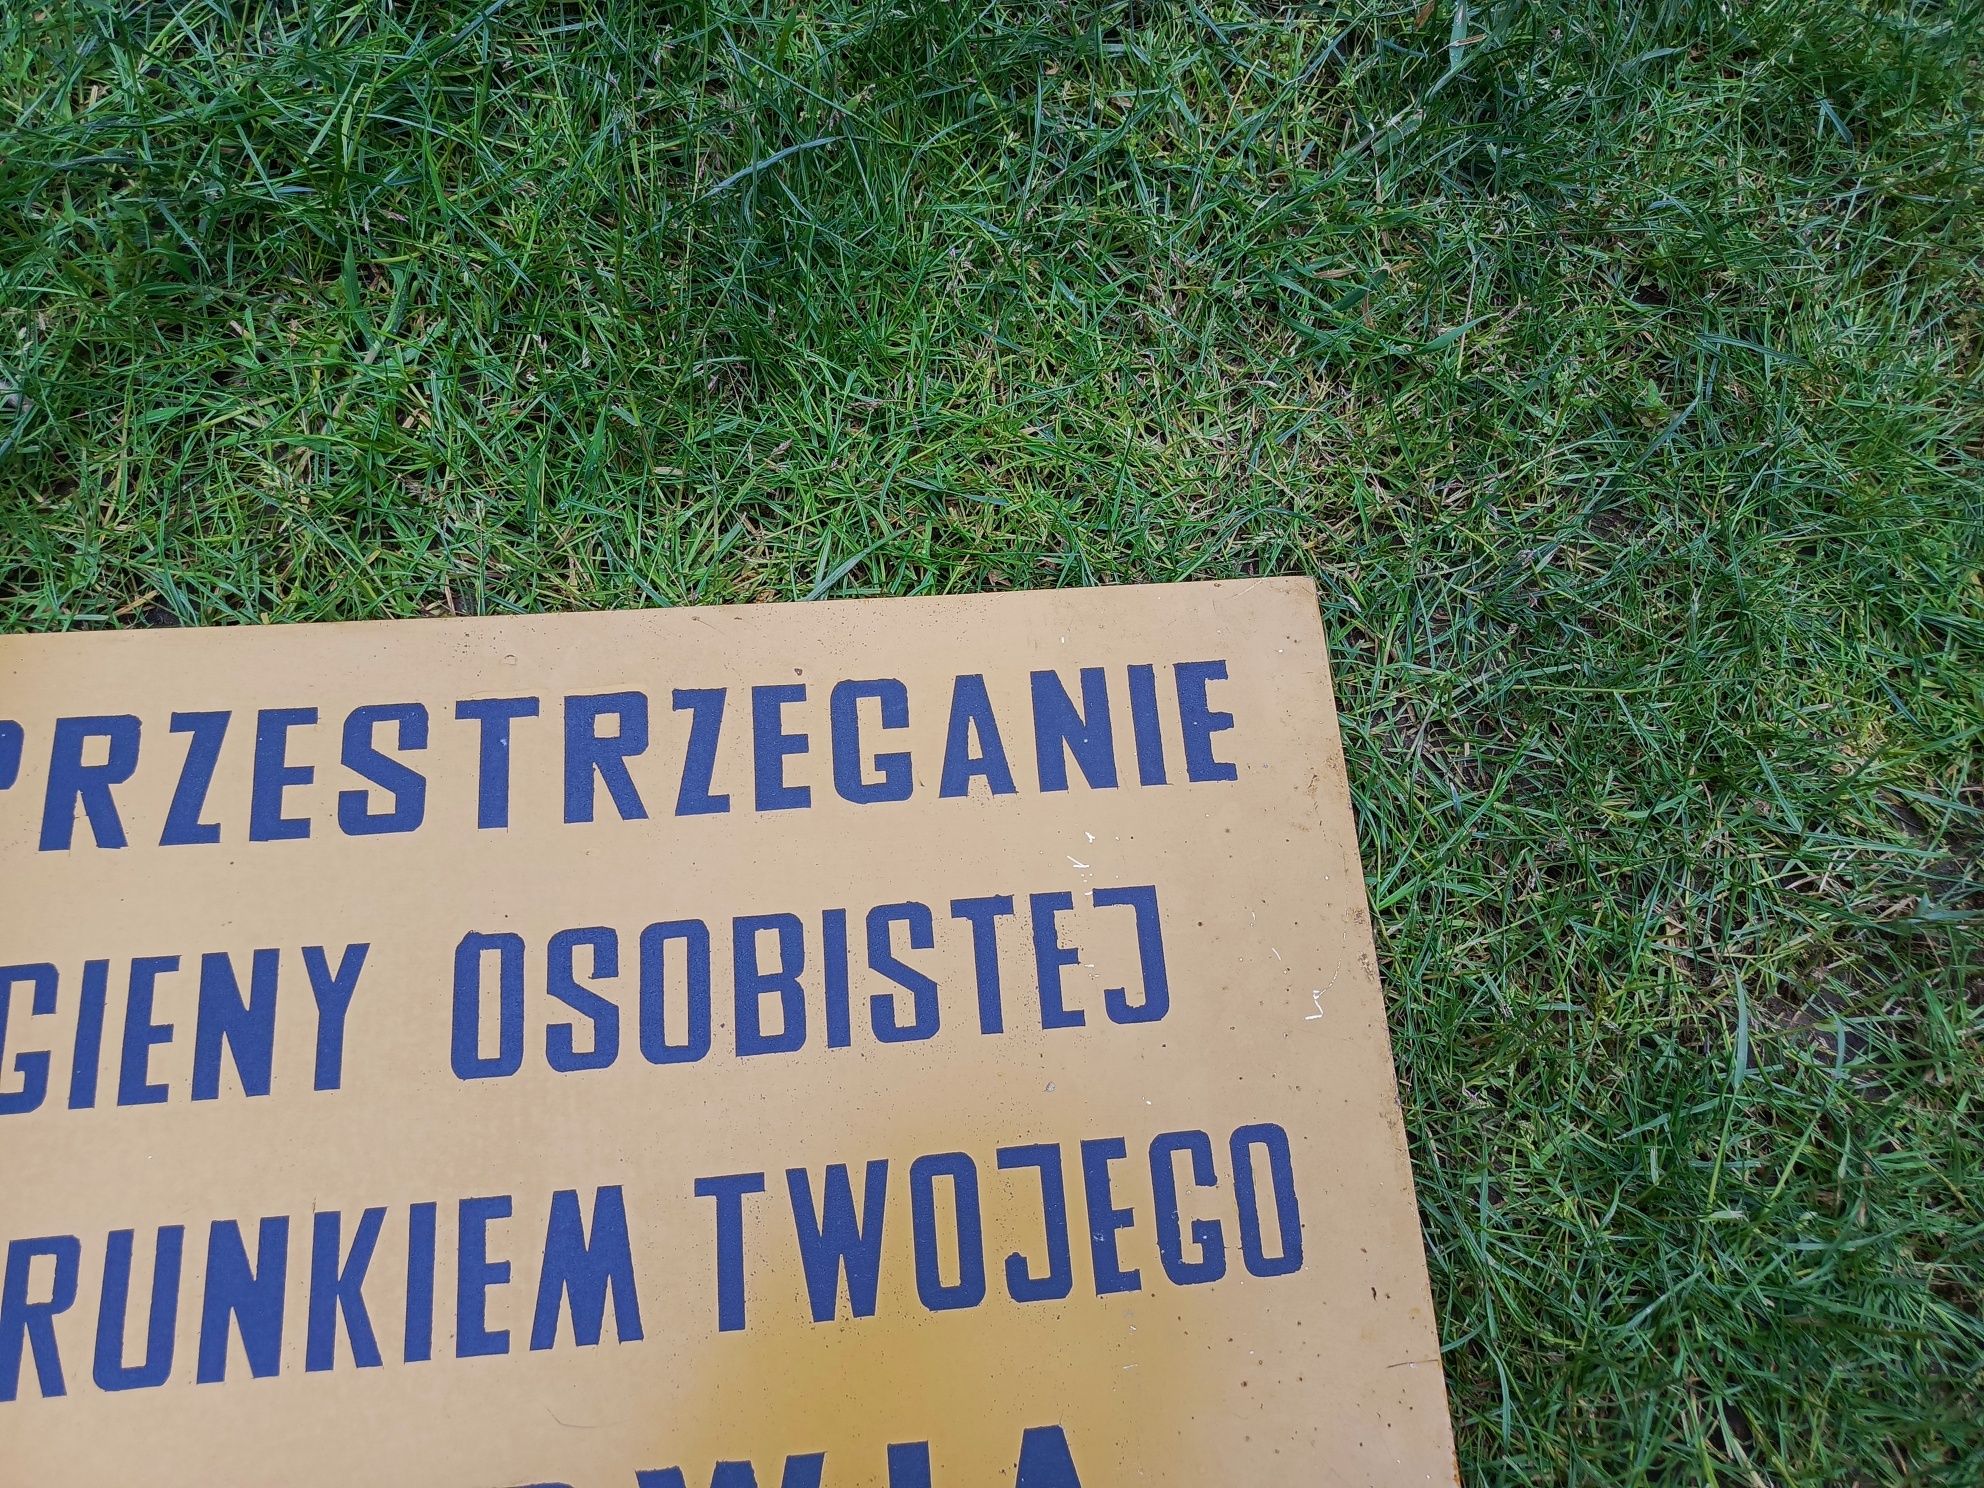 PRZESTRZEGANIE
GIENY OSOBISTEJ
RUNKIEM TWOJEGO